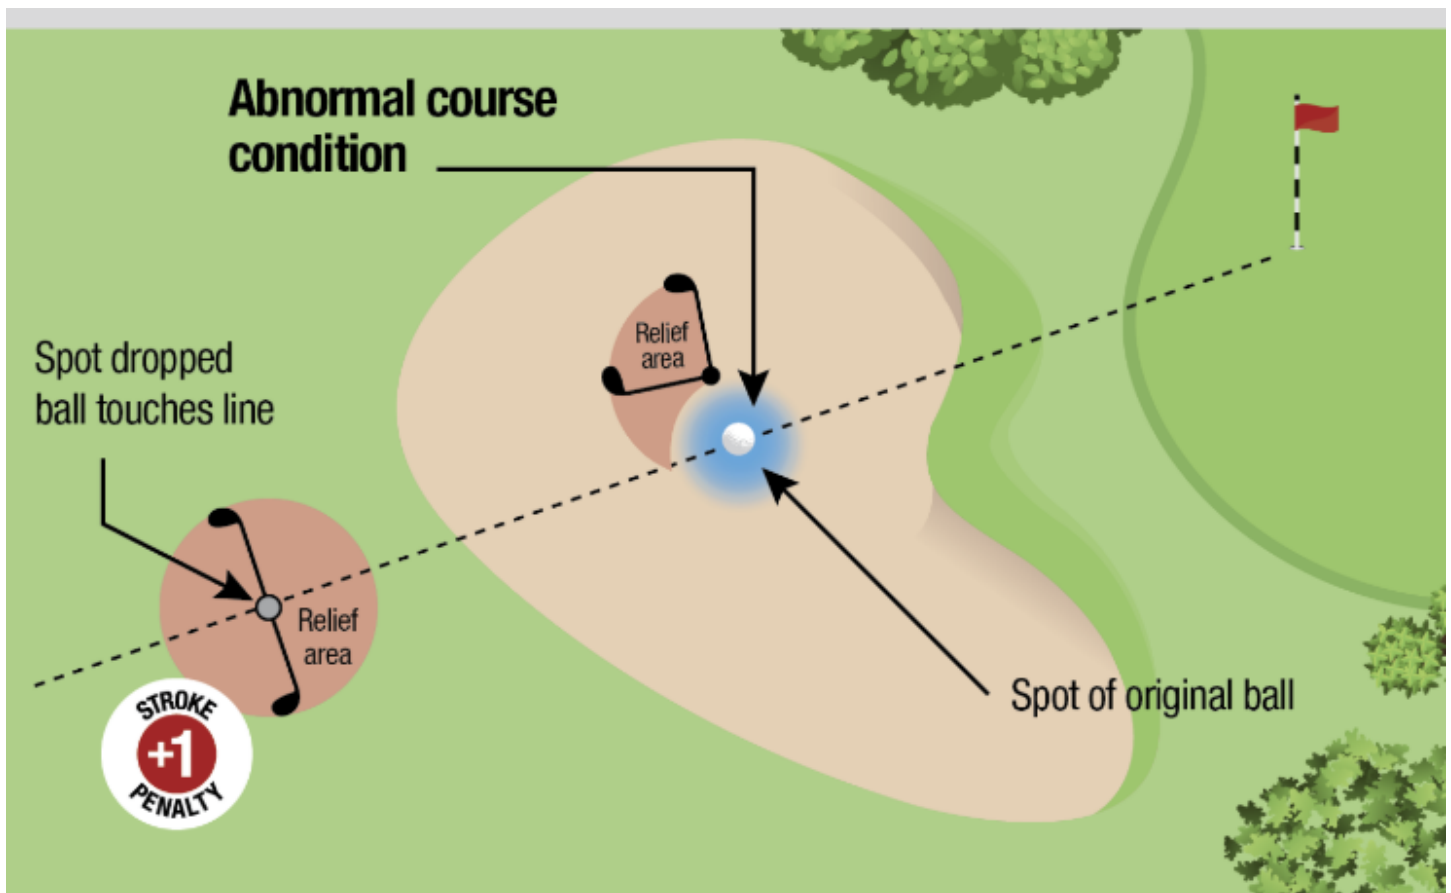 Abnormal course
condition
Relief
area
Spot dropped
ball touches line
Relief
area
STROKE
+1
PENALTY
Spot of original ball